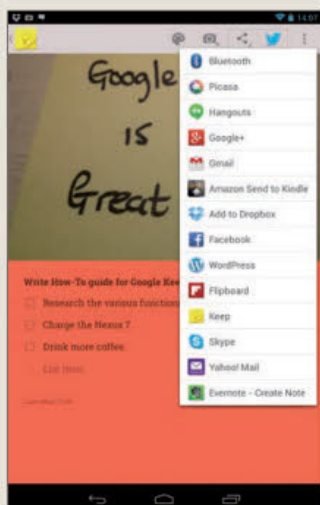 14:07
Google
is
Great
Bluetooth
Picasa
Hangouts
Google+
Gmail
Amazon Send to Kindle
Add to Dropbox
Facebook
WordPress
Flipboard
Keep
Skype
Yahoo! Mail
Evernote - Create Note
Write How-To guide for Google Kee
Research the various function
Charge the Nexus 7
Drink more coffee.
List item